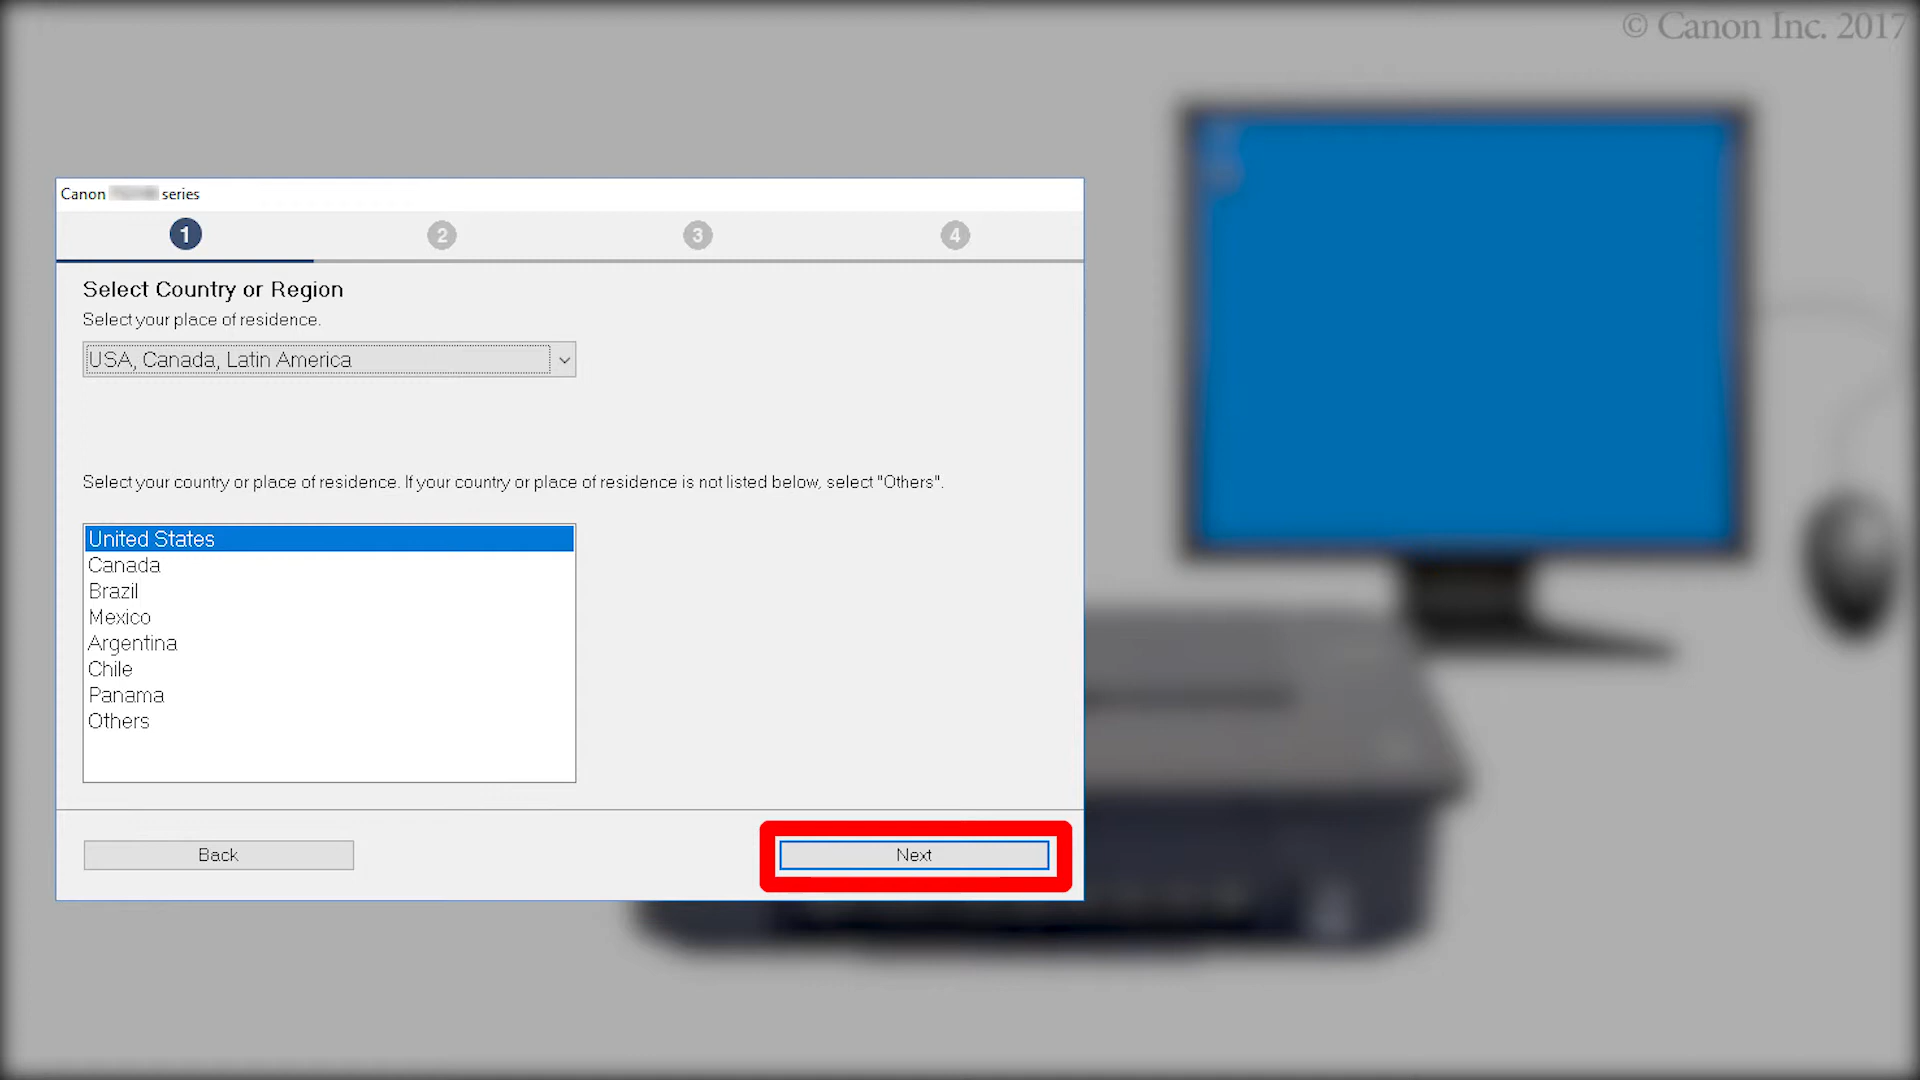 © Canon Inc. 2017
Canon series
1 2 3 4
Select Country or Region
Select your place of residence.
USA, Canada, Latin America
Select your country or place of residence. If your country or place of residence is not listed below, select "Others".
United States
Canada
Brazil
Mexico
Argentina
Chile
Panama
Others
Back Next